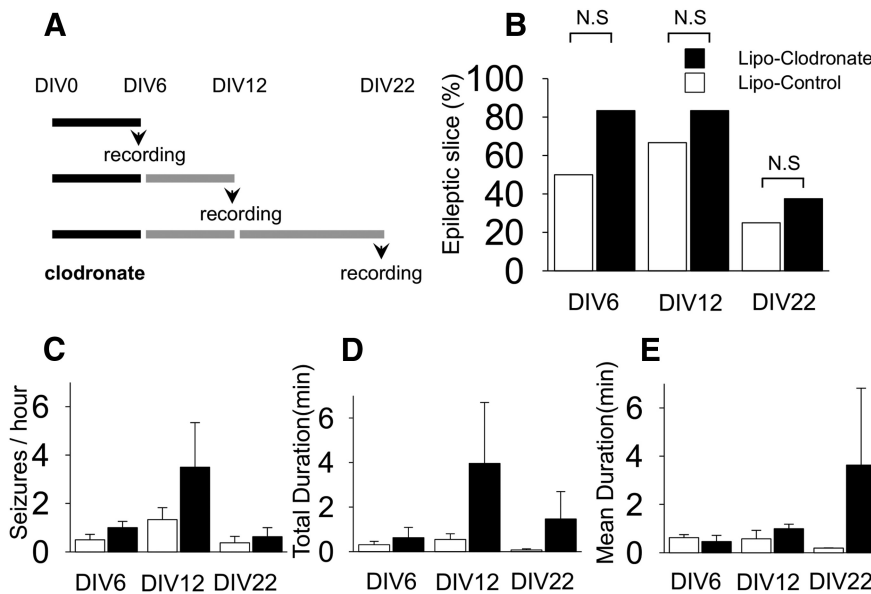 A
DIV0 DIV6 DIV12 DIV22
recording
recording
clodronate
recording
B
N.S N.S
Lipo-Clodronate
Lipo-Control
N.S
Epileptic slice (%)
100
80
60
40
20
0
DIV6 DIV12 DIV22
C
Seizures / hour
6
4
2
0
DIV6 DIV12 DIV22
D
Total Duration(min)
6
4
2
0
DIV6 DIV12 DIV22
E
Mean Duration(min)
6
4
2
0
DIV6 DIV12 DIV22